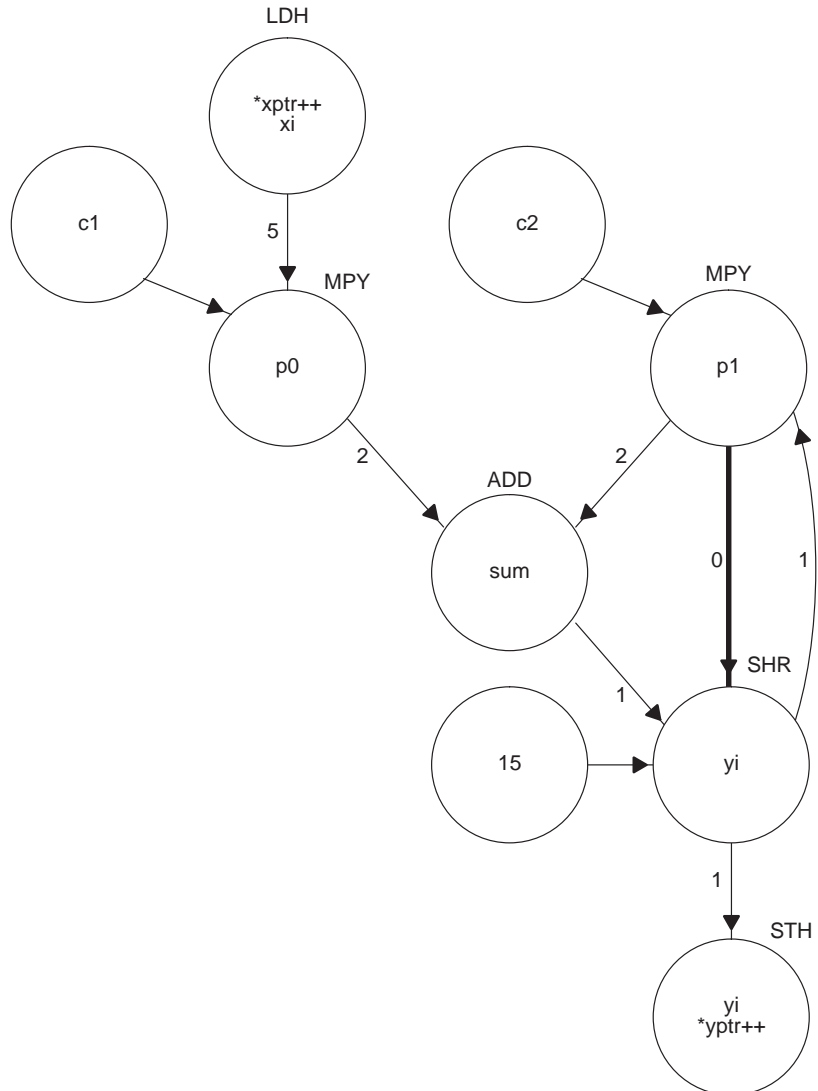 LDH
*xptr++
xi
c1
c2
5
MPY
MPY
p0
p1
2
2
ADD
0
1
sum
SHR
1
15
yi
1
STH
yi
*yptr++